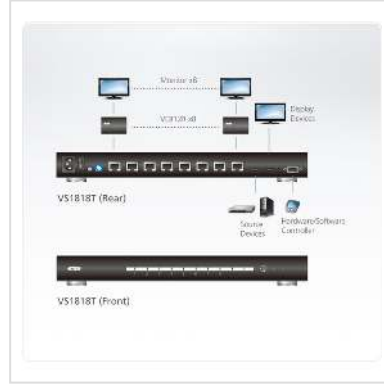 Monitor x8
Display
Devices
VS1818T (Rear)
Source
Devices
Hardware/Software
Controller
VS1818T (Front)